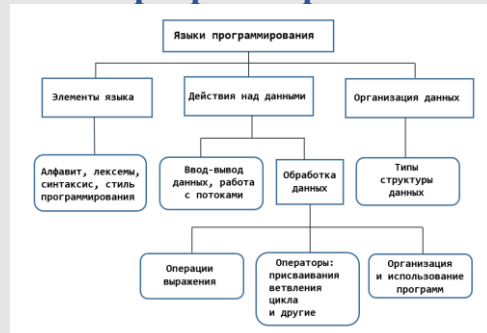 Языки программирования
Элементы языка
Действия над данными
Организация данных
Алфавит, лексемы,
синтаксис, стиль
программирования
Ввод-вывод
данных, работа
с потоками
Обработка
данных
Типы
структуры
данных
Операции
выражения
Операторы:
присваивания
ветвления
цикла
и другие
Организация
и использование
программ